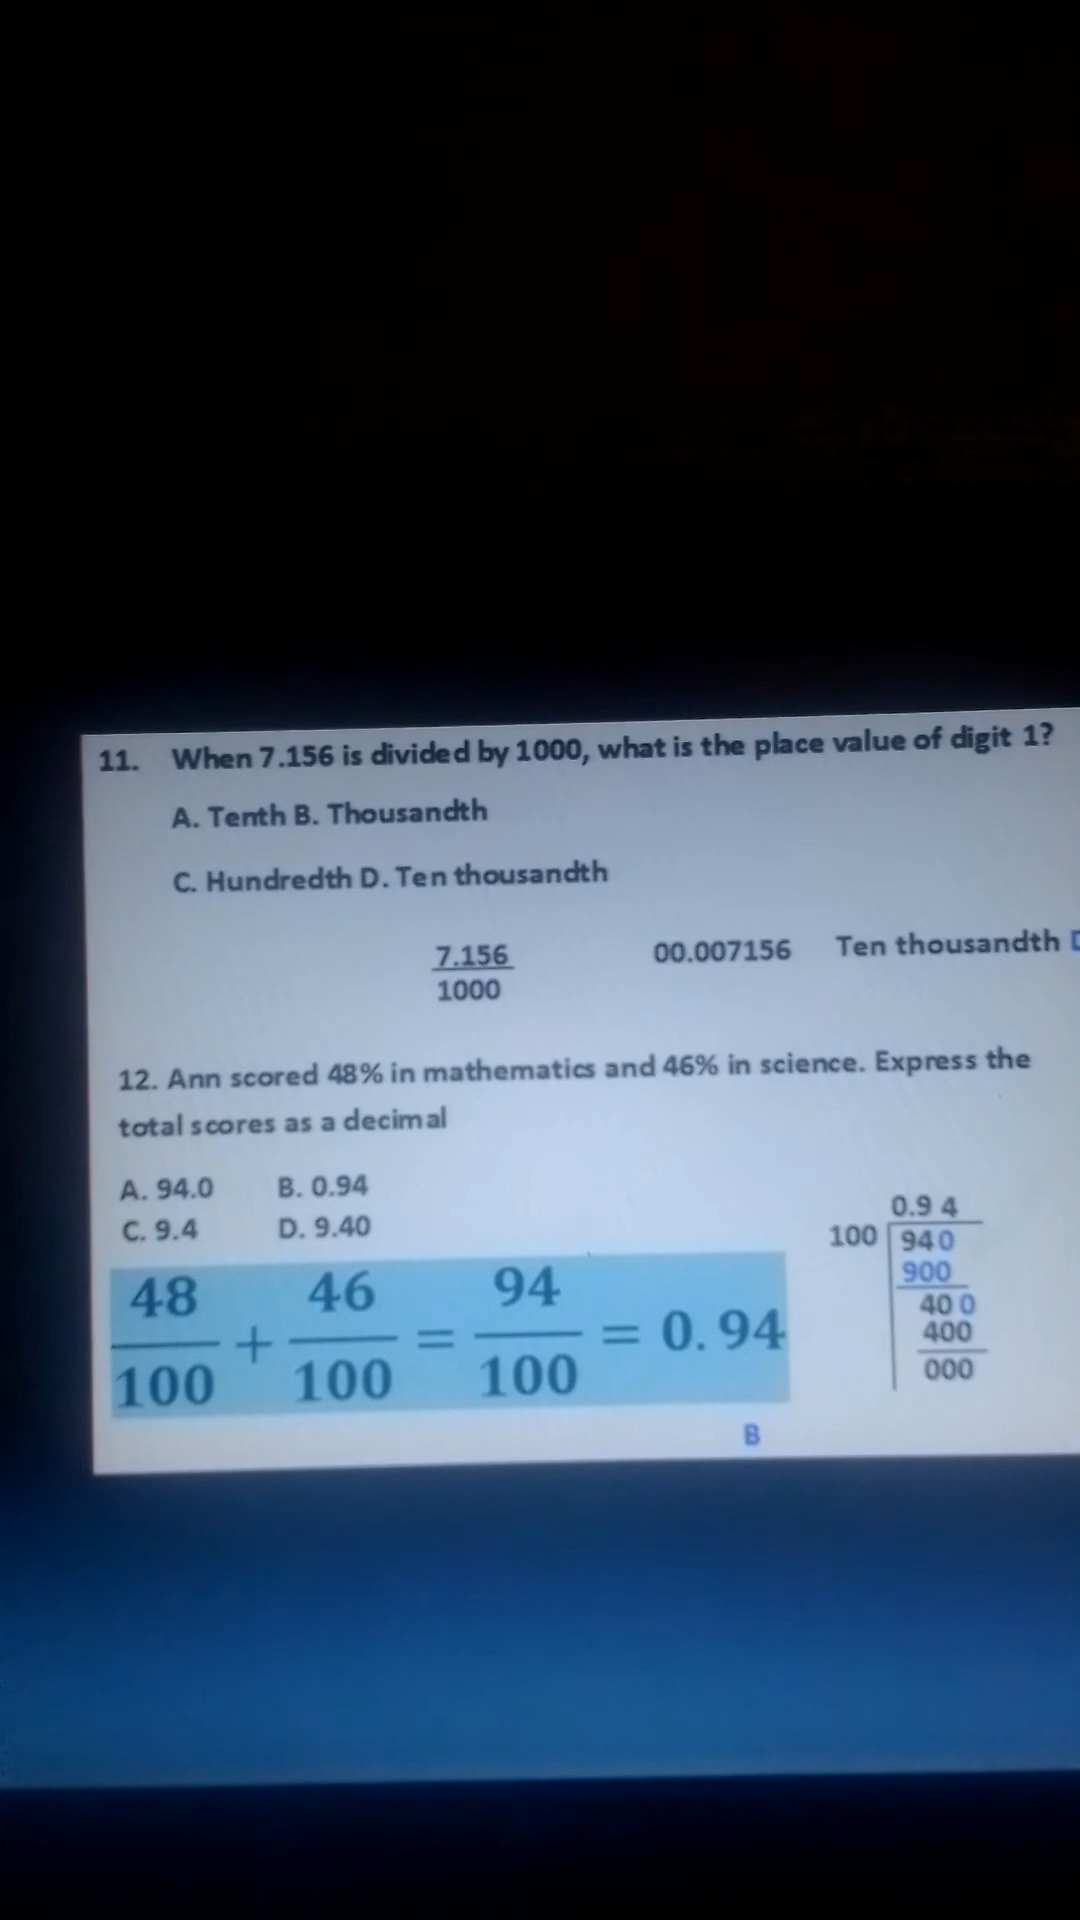 11. When 7.156 is divided by 1000, what is the place value of digit 1?
A. Tenth B. Thousandth
C. Hundredth D. Ten thousandth
7.156
1000
00.007156 Ten thousandth D
12. Ann scored 48% in mathematics and 46% in science. Express the
total scores as a decimal
A. 94.0 B. 0.94
C. 9.4 D. 9.40
48/100 + 46/100 = 94/100 = 0.94
B
0.9 4
100 940
900
40 0
400
000